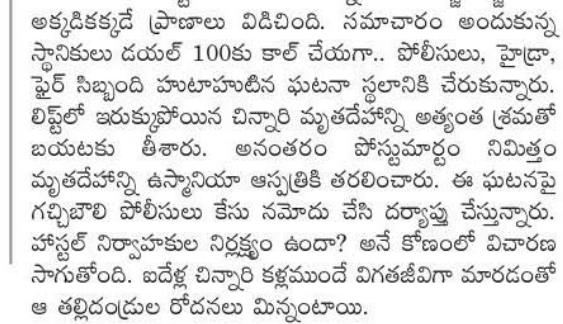 అక్కడికక్కడే ప్రాణాలు విడిచింది. సమాచారం అందుకున్న
స్థానికులు డయల్ 100కు కాల్ చేయగా.. పోలీసులు, హైడ్రా,
ఫైర్ సిబ్బంది హుటాహుటిన ఘటనా స్థలానికి చేరుకున్నారు.
లిఫ్ట్‌లో ఇరుక్కుపోయిన చిన్నారి మృతదేహాన్ని అత్యంత శ్రమతో
బయటకు తీశారు. అనంతరం పోస్టుమార్టం నిమిత్తం
మృతదేహాన్ని ఉస్మానియా ఆస్పత్రికి తరలించారు. ఈ ఘటనపై
గచ్చిబౌలి పోలీసులు కేసు నమోదు చేసి దర్యాప్తు చేస్తున్నారు.
హాస్టల్ నిర్వాహకుల నిర్లక్ష్యం ఉందా? అనే కోణంలో విచారణ
సాగుతోంది. ఐదేళ్ల చిన్నారి కళ్లముందే విగతజీవిగా మారడంతో
ఆ తల్లిదండ్రుల రోదనలు మిన్నంటాయి.